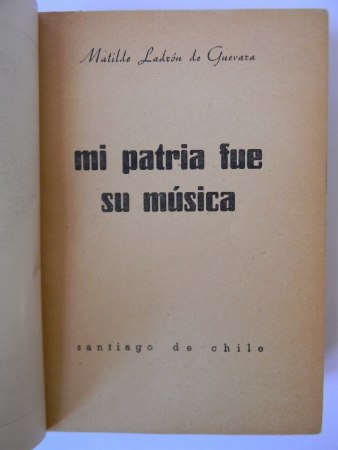 Matilde Ladrón de Guevara
mi patria fue
su música
santiago de chile